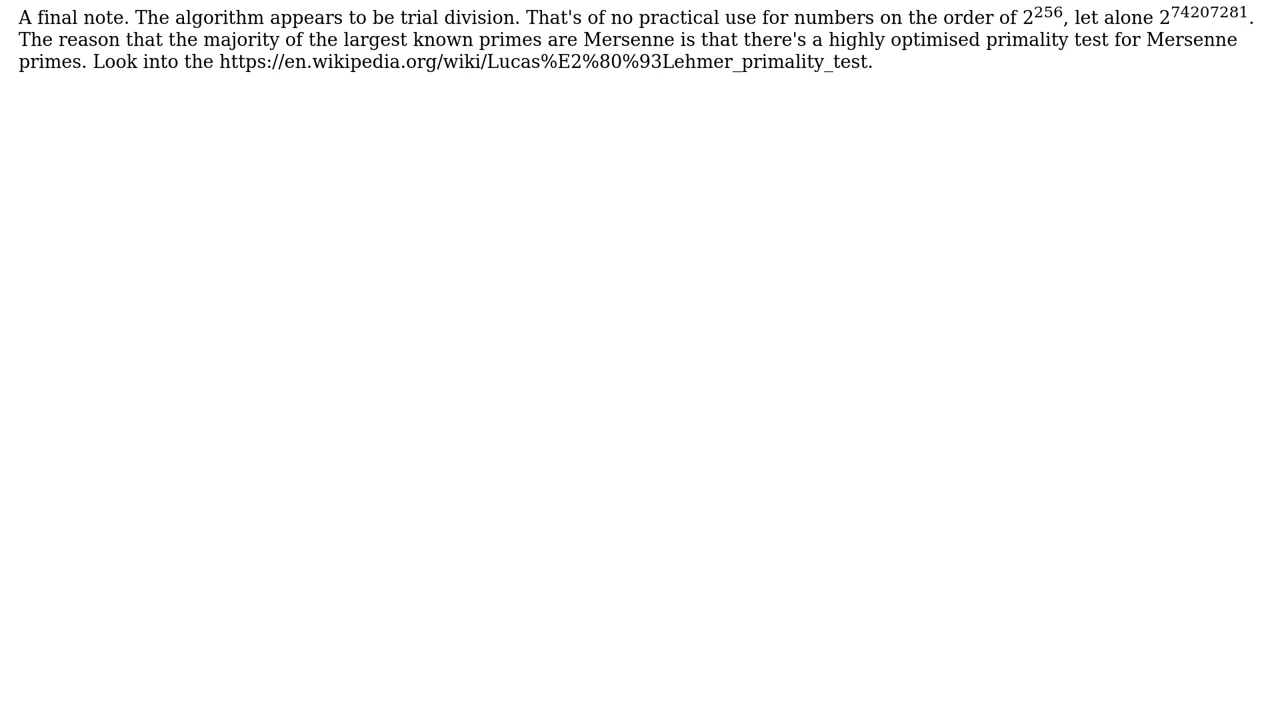 A final note. The algorithm appears to be trial division. That's of no practical use for numbers on the order of 2^256, let alone 2^74207281.
The reason that the majority of the largest known primes are Mersenne is that there's a highly optimised primality test for Mersenne
primes. Look into the https://en.wikipedia.org/wiki/Lucas%E2%80%93Lehmer_primality_test.